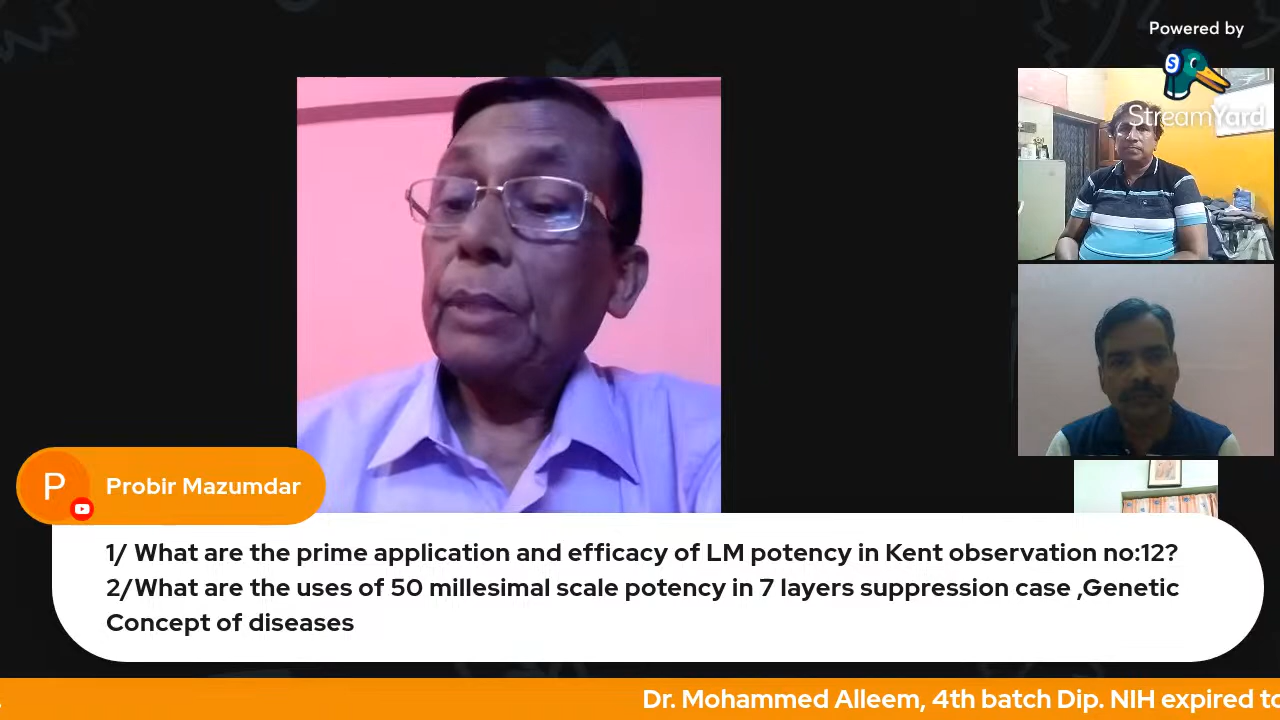 Powered by
StreamYard
P
Probir Mazumdar
1/ What are the prime application and efficacy of LM potency in Kent observation no:12?
2/What are the uses of 50 millesimal scale potency in 7 layers suppression case ,Genetic
Concept of diseases
Dr. Mohammed Alleem, 4th batch Dip. NIH expired to